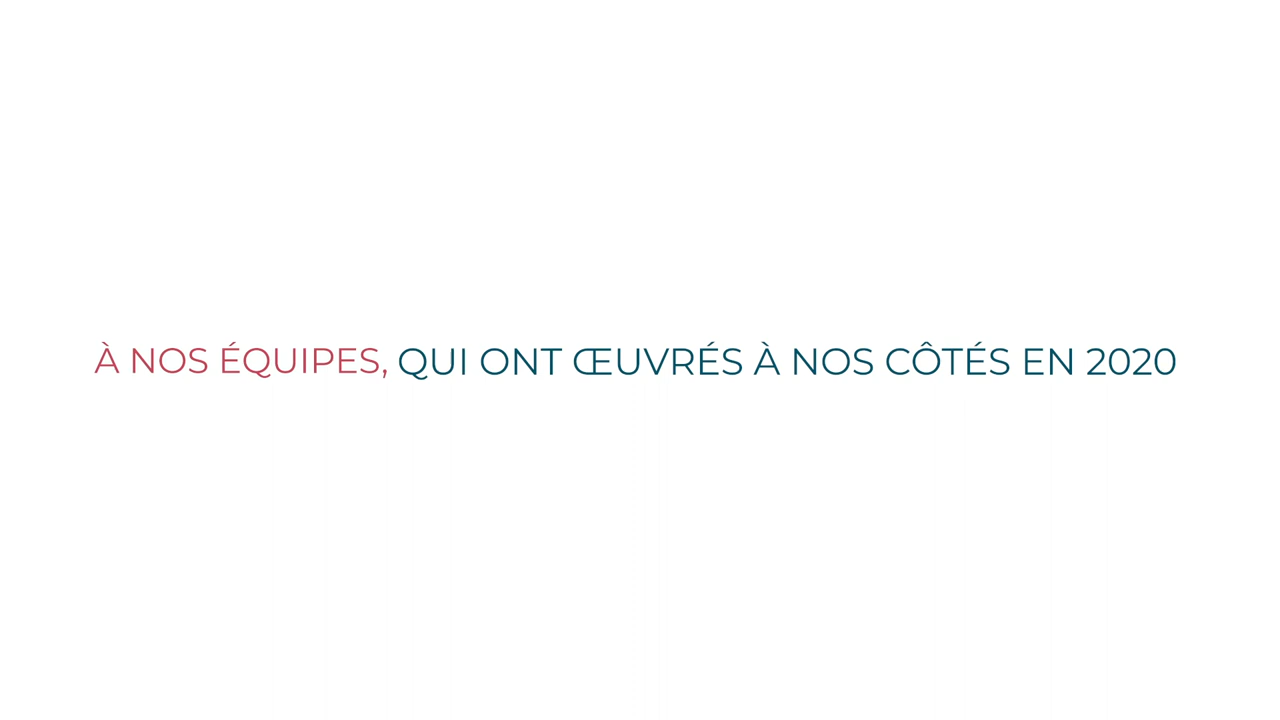 À NOS ÉQUIPES, QUI ONT ŒUVRÉS À NOS CÔTÉS EN 2020